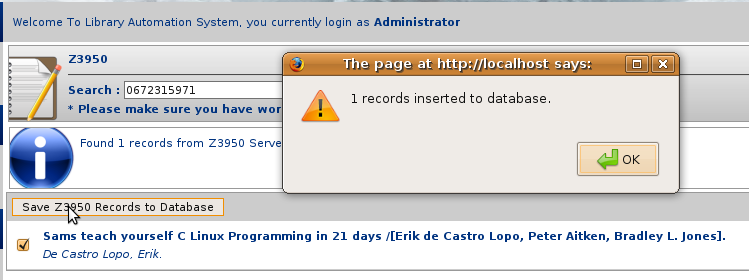 Welcome To Library Automation System, you currently login as Administrator
Z3950
Search : 0672315971
* Please make sure you have
Found 1 records from Z3950
The page at http://localhost says:
1 records inserted to database.
OK
Save Z3950 Records to Database
Sams teach yourself C Linux Programming in 21 days /[Erik de Castro Lopo, Peter Aitken, Bradley L. Jones].
De Castro Lopo, Erik.